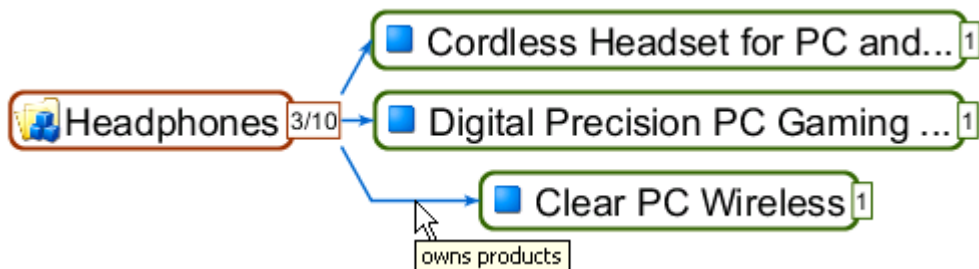 Cordless Headset for PC and... 1
Headphones 3/10
Digital Precision PC Gaming ... 1
Clear PC Wireless 1
owns products